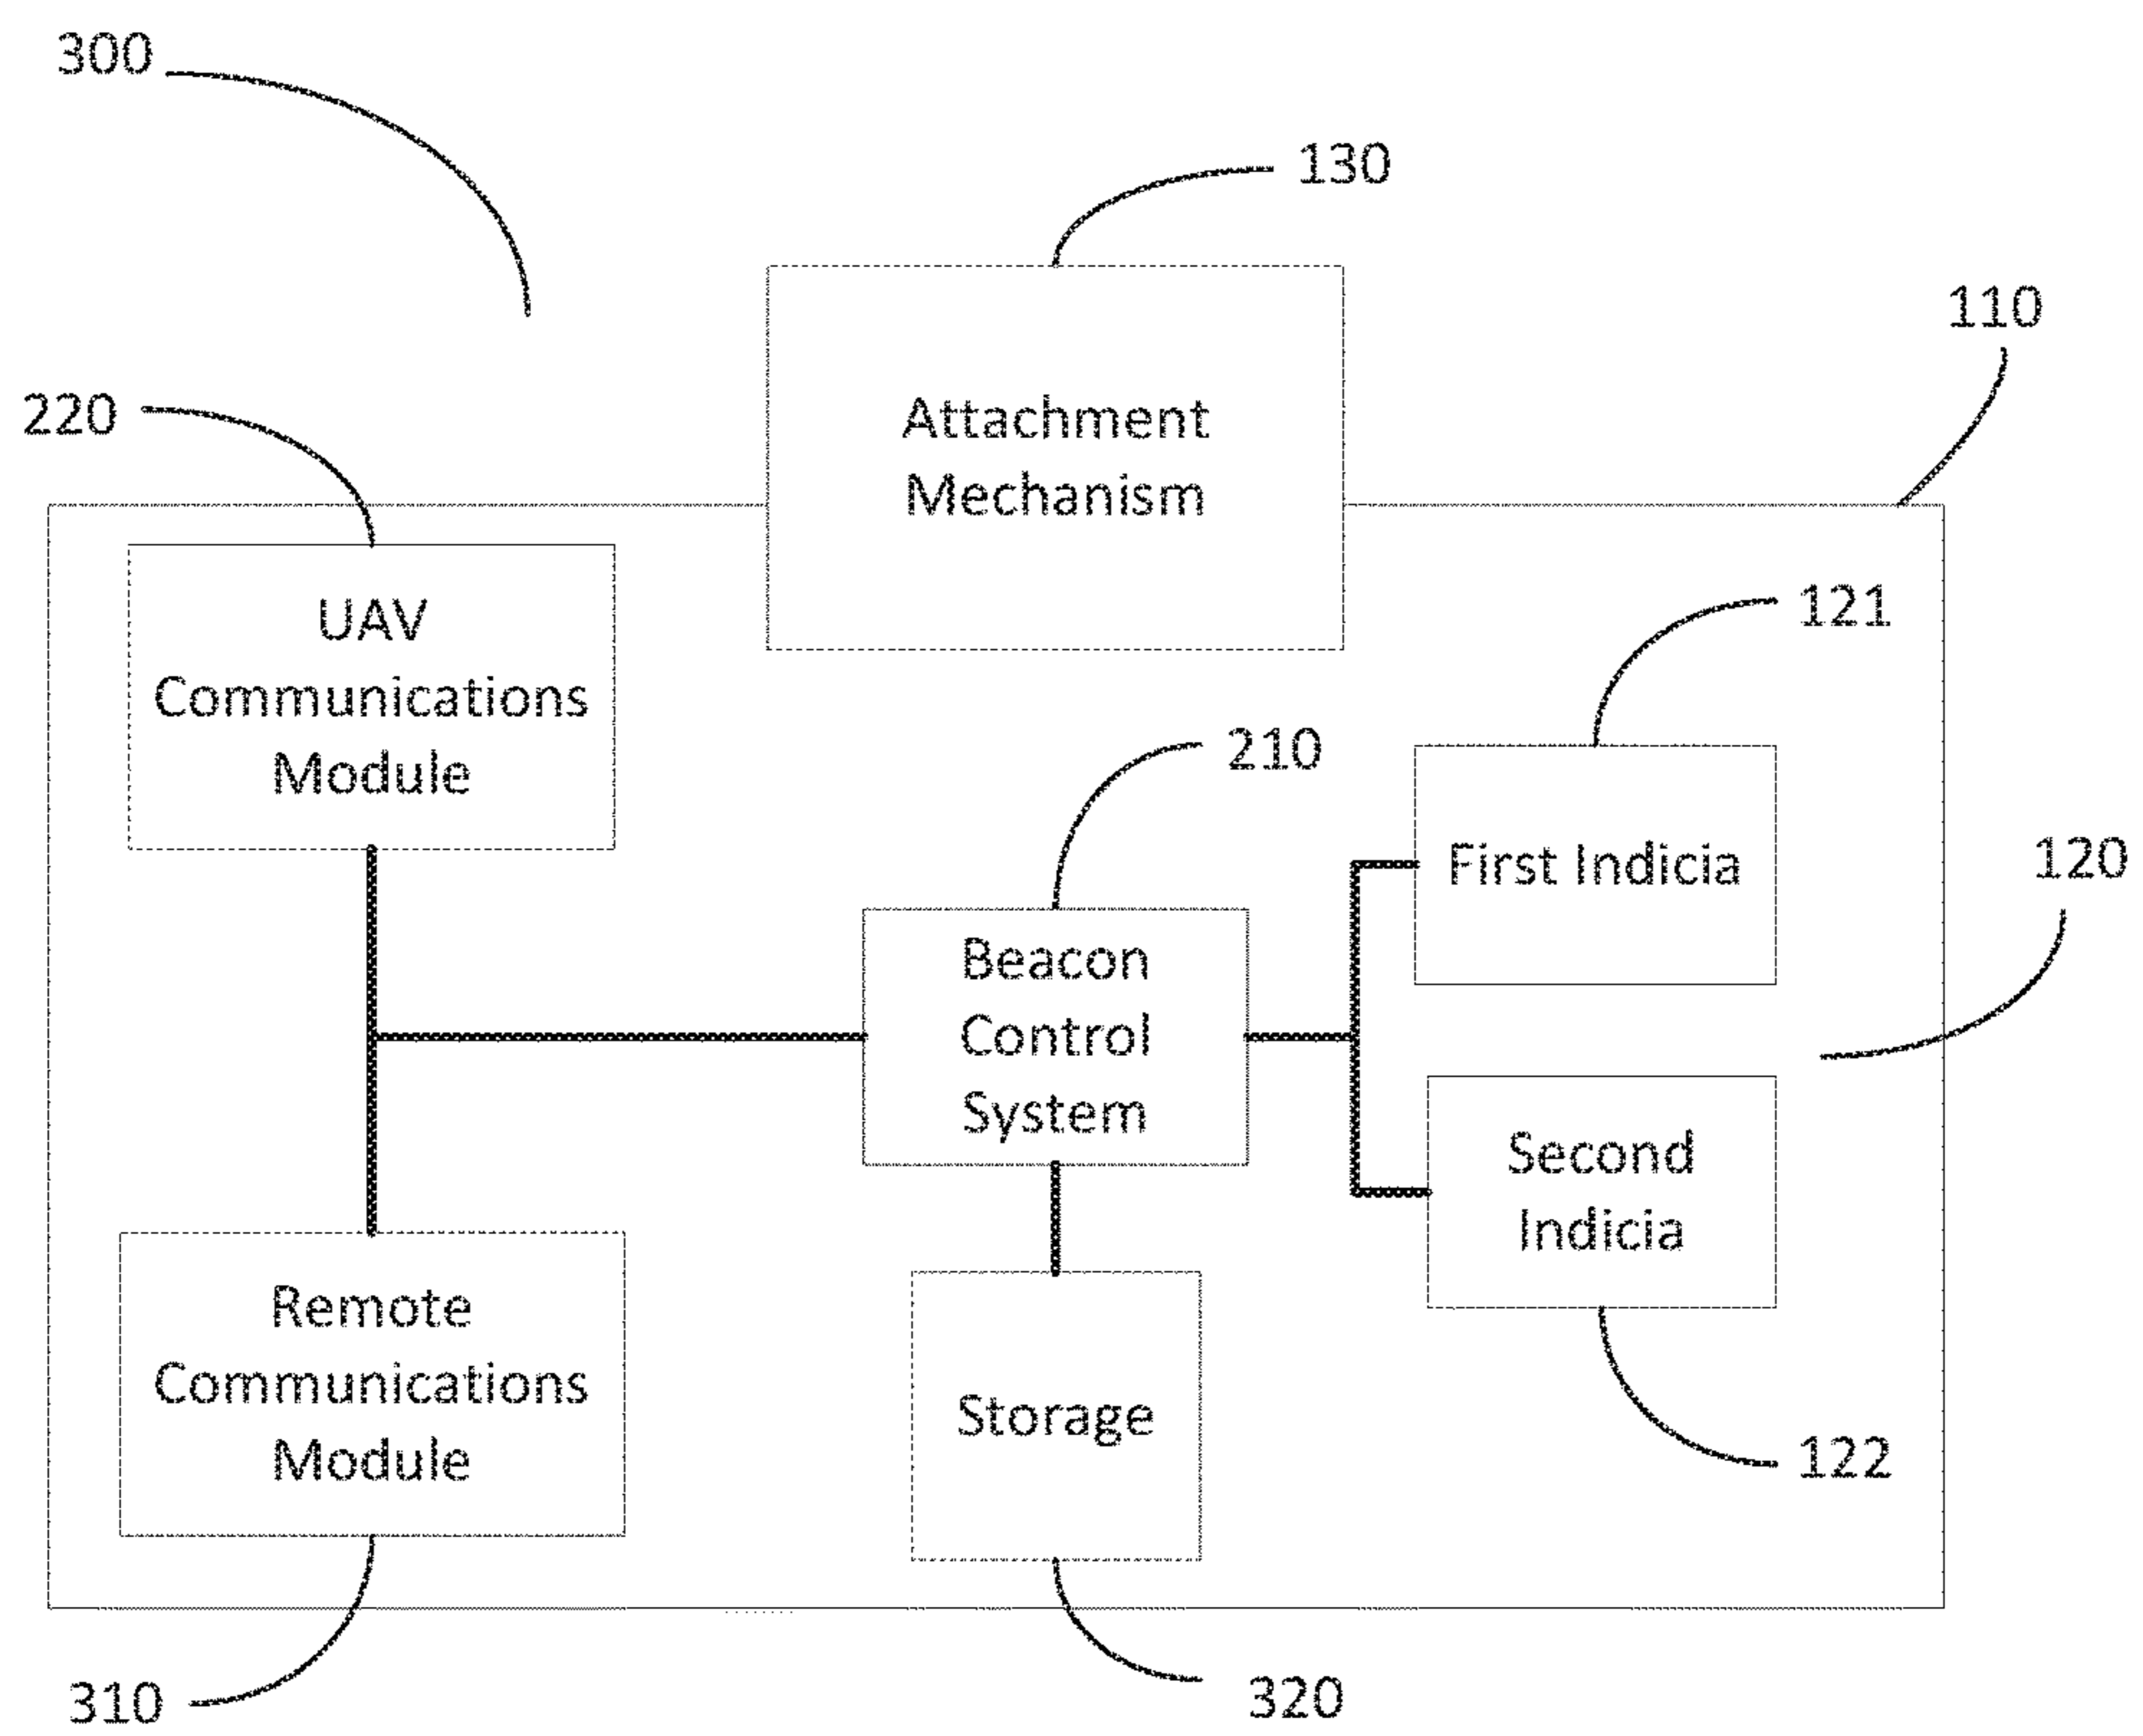 300
130
110
Attachment
Mechanism
220
UAV
Communications
Module
121
210
First Indicia
120
Beacon
Control
System
Second
Indicia
Remote
Communications
Module
Storage
122
310
320